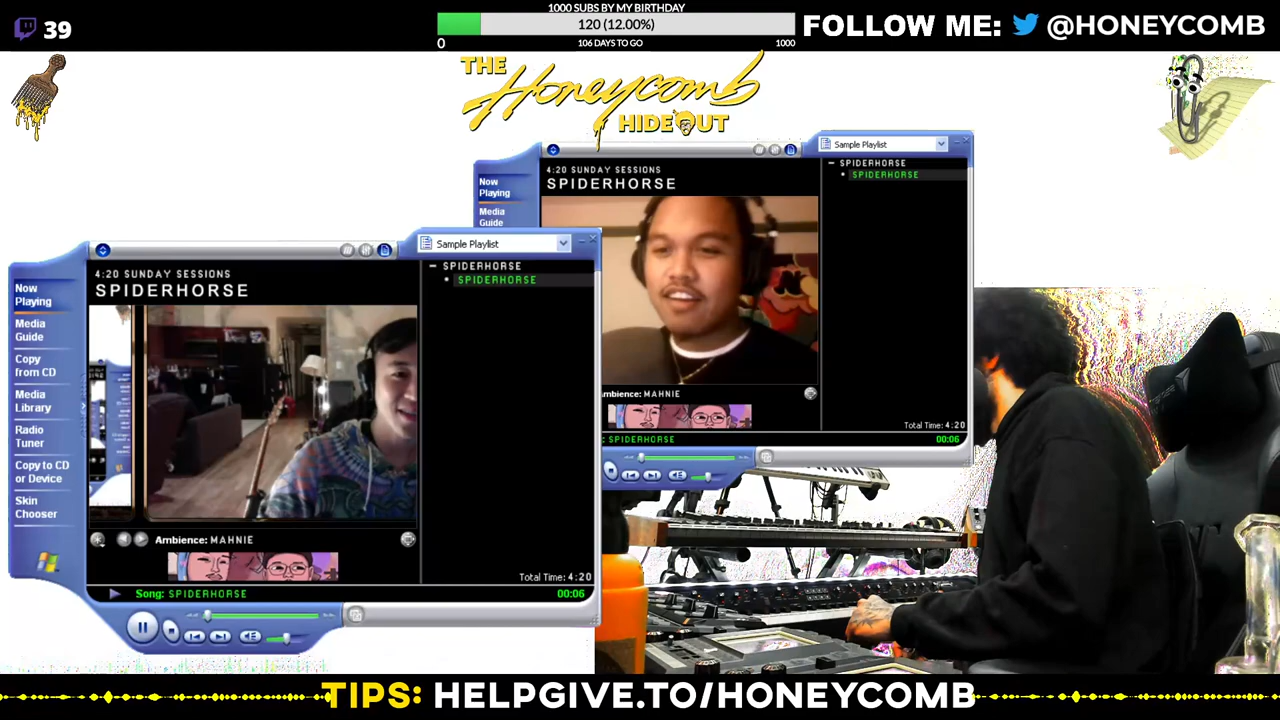 39
1000 SUBS BY MY BIRTHDAY
120 (12.00%)
0
106 DAYS TO GO
1000
FOLLOW ME: @HONEYCOMB
THE
Honeycomb
HIDEOUT
Sample Playlist
4:20 SUNDAY SESSIONS
SPIDERHORSE
SPIDERHORSE
SPIDERHORSE
Now
Playing
Media
Guide
mbience: MAHNIE
Total Time: 4:20
: SPIDERHORSE
00:06
Sample Playlist
4:20 SUNDAY SESSIONS
SPIDERHORSE
SPIDERHORSE
SPIDERHORSE
Now
Playing
Media
Guide
Copy
from CD
Media
Library
Radio
Tuner
Copy to CD
or Device
Skin
Chooser
Ambience: MAHNIE
Total Time: 4:20
Song: SPIDERHORSE
00:06
TIPS: HELPGIVE.TO/HONEYCOMB